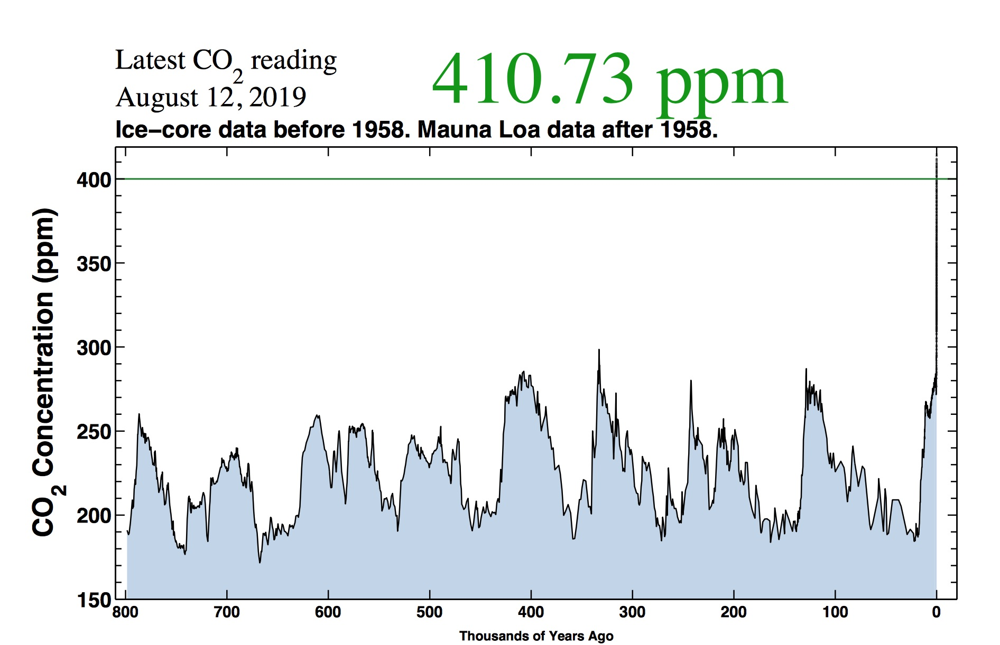 Latest CO2 reading
August 12, 2019
410.73 ppm
Ice–core data before 1958. Mauna Loa data after 1958.
CO2 Concentration (ppm)
400
350
300
250
200
150
800 700 600 500 400 300 200 100 0
Thousands of Years Ago